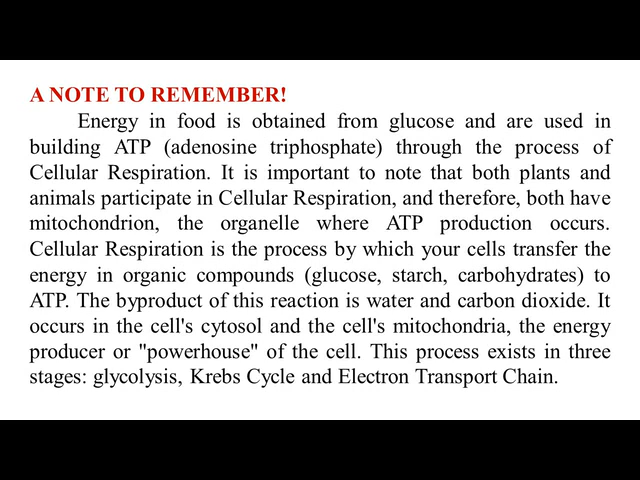 A NOTE TO REMEMBER!
Energy in food is obtained from glucose and are used in
building ATP (adenosine triphosphate) through the process of
Cellular Respiration. It is important to note that both plants and
animals participate in Cellular Respiration, and therefore, both have
mitochondrion, the organelle where ATP production occurs.
Cellular Respiration is the process by which your cells transfer the
energy in organic compounds (glucose, starch, carbohydrates) to
ATP. The byproduct of this reaction is water and carbon dioxide. It
occurs in the cell's cytosol and the cell's mitochondria, the energy
producer or "powerhouse" of the cell. This process exists in three
stages: glycolysis, Krebs Cycle and Electron Transport Chain.